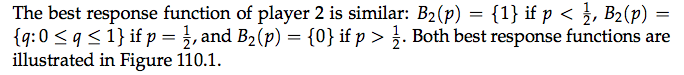 The best response function of player 2 is similar: B₂(p) = {1} if p < ½, B₂(p) =
{q: 0 ≤ q ≤ 1} if p = ½, and B₂(p) = {0} if p > ½. Both best response functions are
illustrated in Figure 110.1.